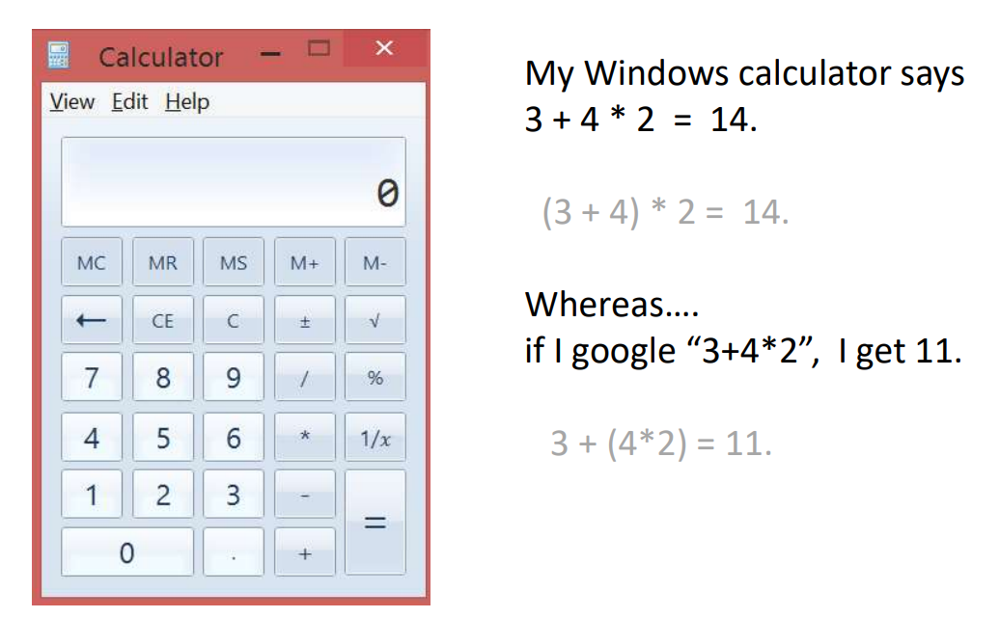 Calculator
View Edit Help
0
MC MR MS M+ M-
← CE C ± √
7 8 9 / %
4 5 6 * 1/x
1 2 3 - =
0 . +
My Windows calculator says
3 + 4 * 2 = 14.
(3 + 4) * 2 = 14.
Whereas....
if I google “3+4*2”, I get 11.
3 + (4*2) = 11.